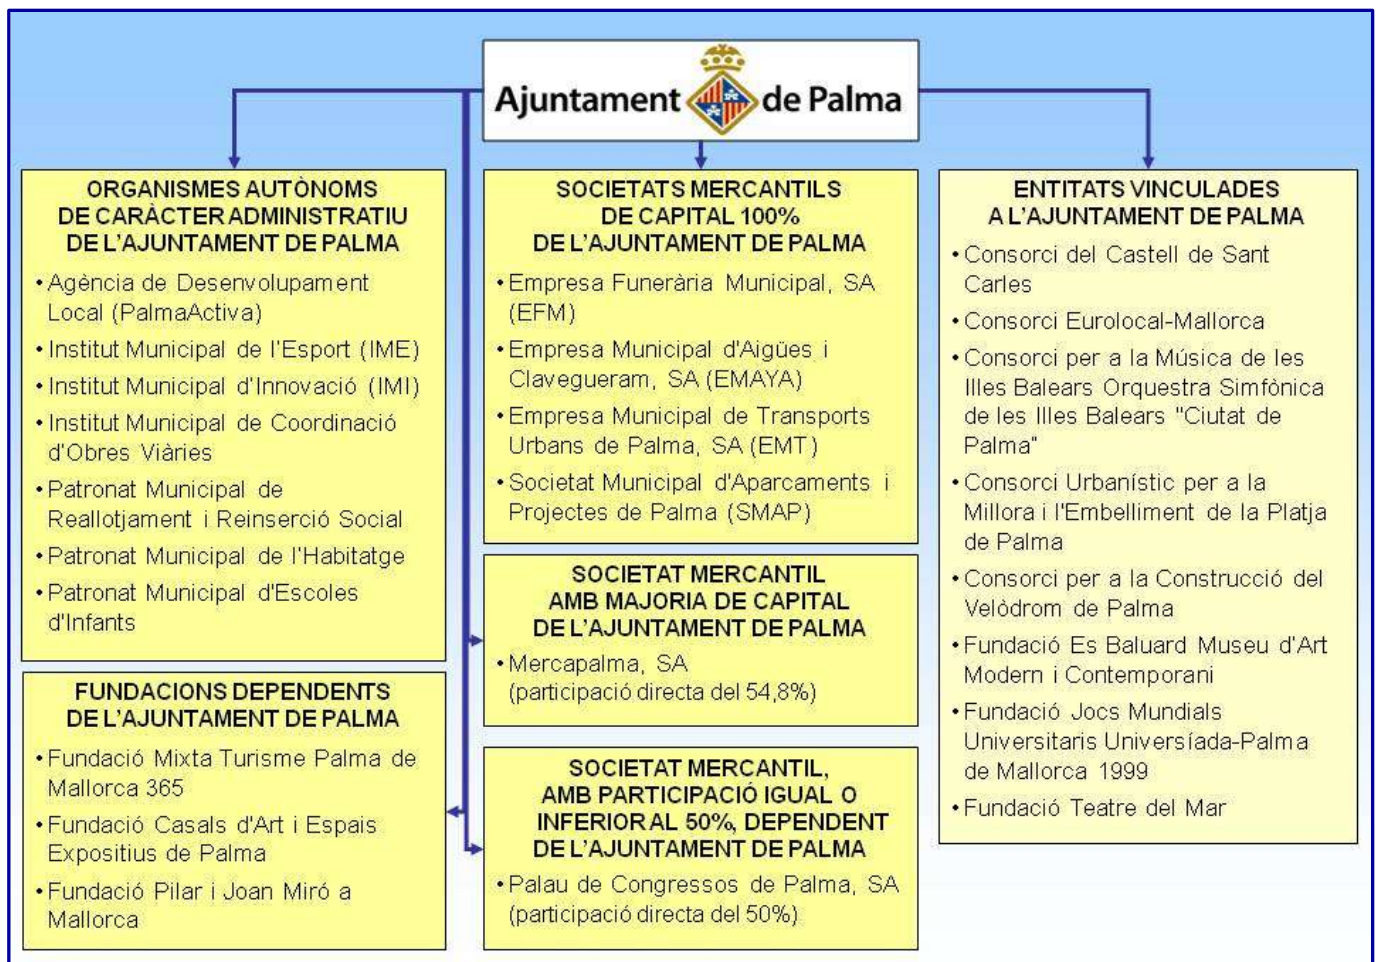 Ajuntament de Palma
ORGANISMES AUTÒNOMS
DE CARÀCTER ADMINISTRATIU
DE L'AJUNTAMENT DE PALMA
• Agència de Desenvolupament
Local (PalmaActiva)
• Institut Municipal de l'Esport (IME)
• Institut Municipal d'Innovació (IMI)
• Institut Municipal de Coordinació
d'Obres Viàries
• Patronat Municipal de
Reallotjament i Reinserció Social
• Patronat Municipal de l'Habitatge
• Patronat Municipal d'Escoles
d'Infants
FUNDACIONS DEPENDENTS
DE L'AJUNTAMENT DE PALMA
• Fundació Mixta Turisme Palma de
Mallorca 365
• Fundació Casals d'Art i Espais
Expositius de Palma
• Fundació Pilar i Joan Miró a
Mallorca
SOCIETATS MERCANTILS
DE CAPITAL 100%
DE L'AJUNTAMENT DE PALMA
• Empresa Funerària Municipal, SA
(EFM)
• Empresa Municipal d'Aigües i
Clavegueram, SA (EMAYA)
• Empresa Municipal de Transports
Urbans de Palma, SA (EMT)
• Societat Municipal d'Aparcaments i
Projectes de Palma (SMAP)
SOCIETAT MERCANTIL
AMB MAJORIA DE CAPITAL
DE L'AJUNTAMENT DE PALMA
• Mercapalma, SA
(participació directa del 54,8%)
SOCIETAT MERCANTIL,
AMB PARTICIPACIÓ IGUAL O
INFERIOR AL 50%, DEPENDENT
DE L'AJUNTAMENT DE PALMA
• Palau de Congressos de Palma, SA
(participació directa del 50%)
ENTITATS VINCULADES
A L'AJUNTAMENT DE PALMA
• Consorci del Castell de Sant
Carles
• Consorci Eurolocal-Mallorca
• Consorci per a la Música de les
Illes Balears Orquestra Simfònica
de les Illes Balears "Ciutat de
Palma"
• Consorci Urbanístic per a la
Millora i l'Embelliment de la Platja
de Palma
• Consorci per a la Construcció del
Velòdrom de Palma
• Fundació Es Baluard Museu d'Art
Modern i Contemporani
• Fundació Jocs Mundials
Universitaris Universíada-Palma
de Mallorca 1999
• Fundació Teatre del Mar